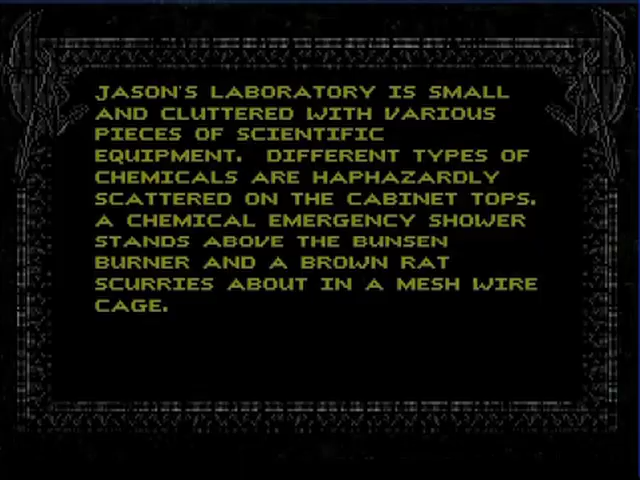 JASON'S LABORATORY IS SMALL
AND CLUTTERED WITH VARIOUS
PIECES OF SCIENTIFIC
EQUIPMENT.  DIFFERENT TYPES OF
CHEMICALS ARE HAPHAZARDLY
SCATTERED ON THE CABINET TOPS.
A CHEMICAL EMERGENCY SHOWER
STANDS ABOVE THE BUNSEN
BURNER AND A BROWN RAT
SCURRIES ABOUT IN A MESH WIRE
CAGE.